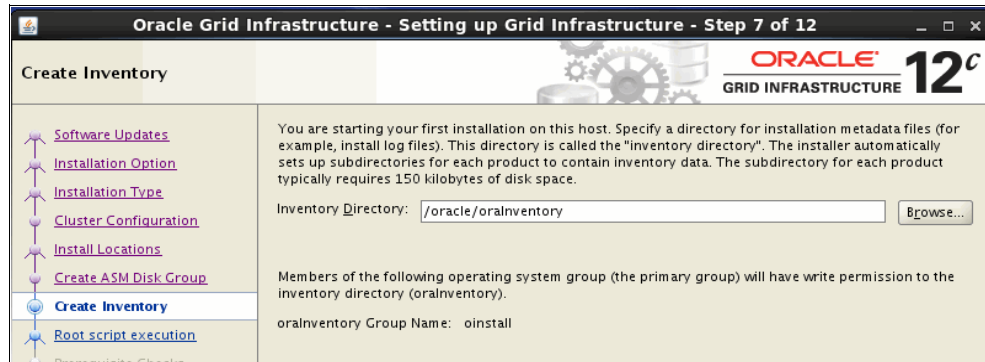 Oracle Grid Infrastructure - Setting up Grid Infrastructure - Step 7 of 12
Create Inventory
ORACLE
GRID INFRASTRUCTURE
12c
Software Updates
Installation Option
Installation Type
Cluster Configuration
Install Locations
Create ASM Disk Group
Create Inventory
Root script execution
Prerequisite Checks
You are starting your first installation on this host. Specify a directory for installation metadata files (for
example, install log files). This directory is called the "inventory directory". The installer automatically
sets up subdirectories for each product to contain inventory data. The subdirectory for each product
typically requires 150 kilobytes of disk space.
Inventory Directory: /oracle/oraInventory Browse...
Members of the following operating system group (the primary group) will have write permission to the
inventory directory (oraInventory).
oraInventory Group Name: oinstall